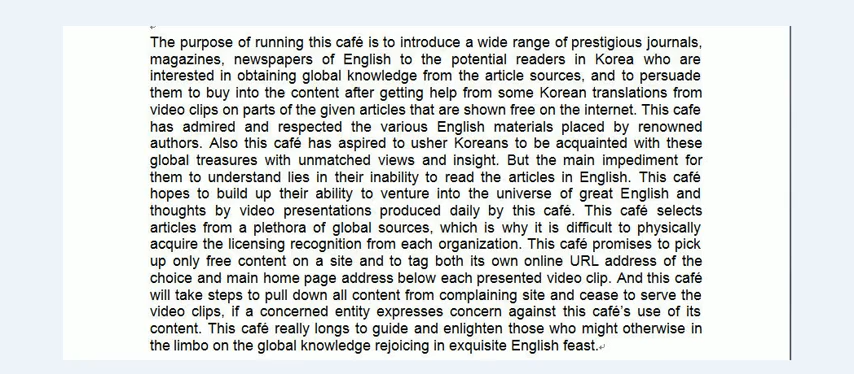 The purpose of running this café is to introduce a wide range of prestigious journals,
magazines, newspapers of English to the potential readers in Korea who are
interested in obtaining global knowledge from the article sources, and to persuade
them to buy into the content after getting help from some Korean translations from
video clips on parts of the given articles that are shown free on the internet. This cafe
has admired and respected the various English materials placed by renowned
authors. Also this café has aspired to usher Koreans to be acquainted with these
global treasures with unmatched views and insight. But the main impediment for
them to understand lies in their inability to read the articles in English. This café
hopes to build up their ability to venture into the universe of great English and
thoughts by video presentations produced daily by this café. This café selects
articles from a plethora of global sources, which is why it is difficult to physically
acquire the licensing recognition from each organization. This café promises to pick
up only free content on a site and to tag both its own online URL address of the
choice and main home page address below each presented video clip. And this café
will take steps to pull down all content from complaining site and cease to serve the
video clips, if a concerned entity expresses concern against this café's use of its
content. This café really longs to guide and enlighten those who might otherwise in
the limbo on the global knowledge rejoicing in exquisite English feast.